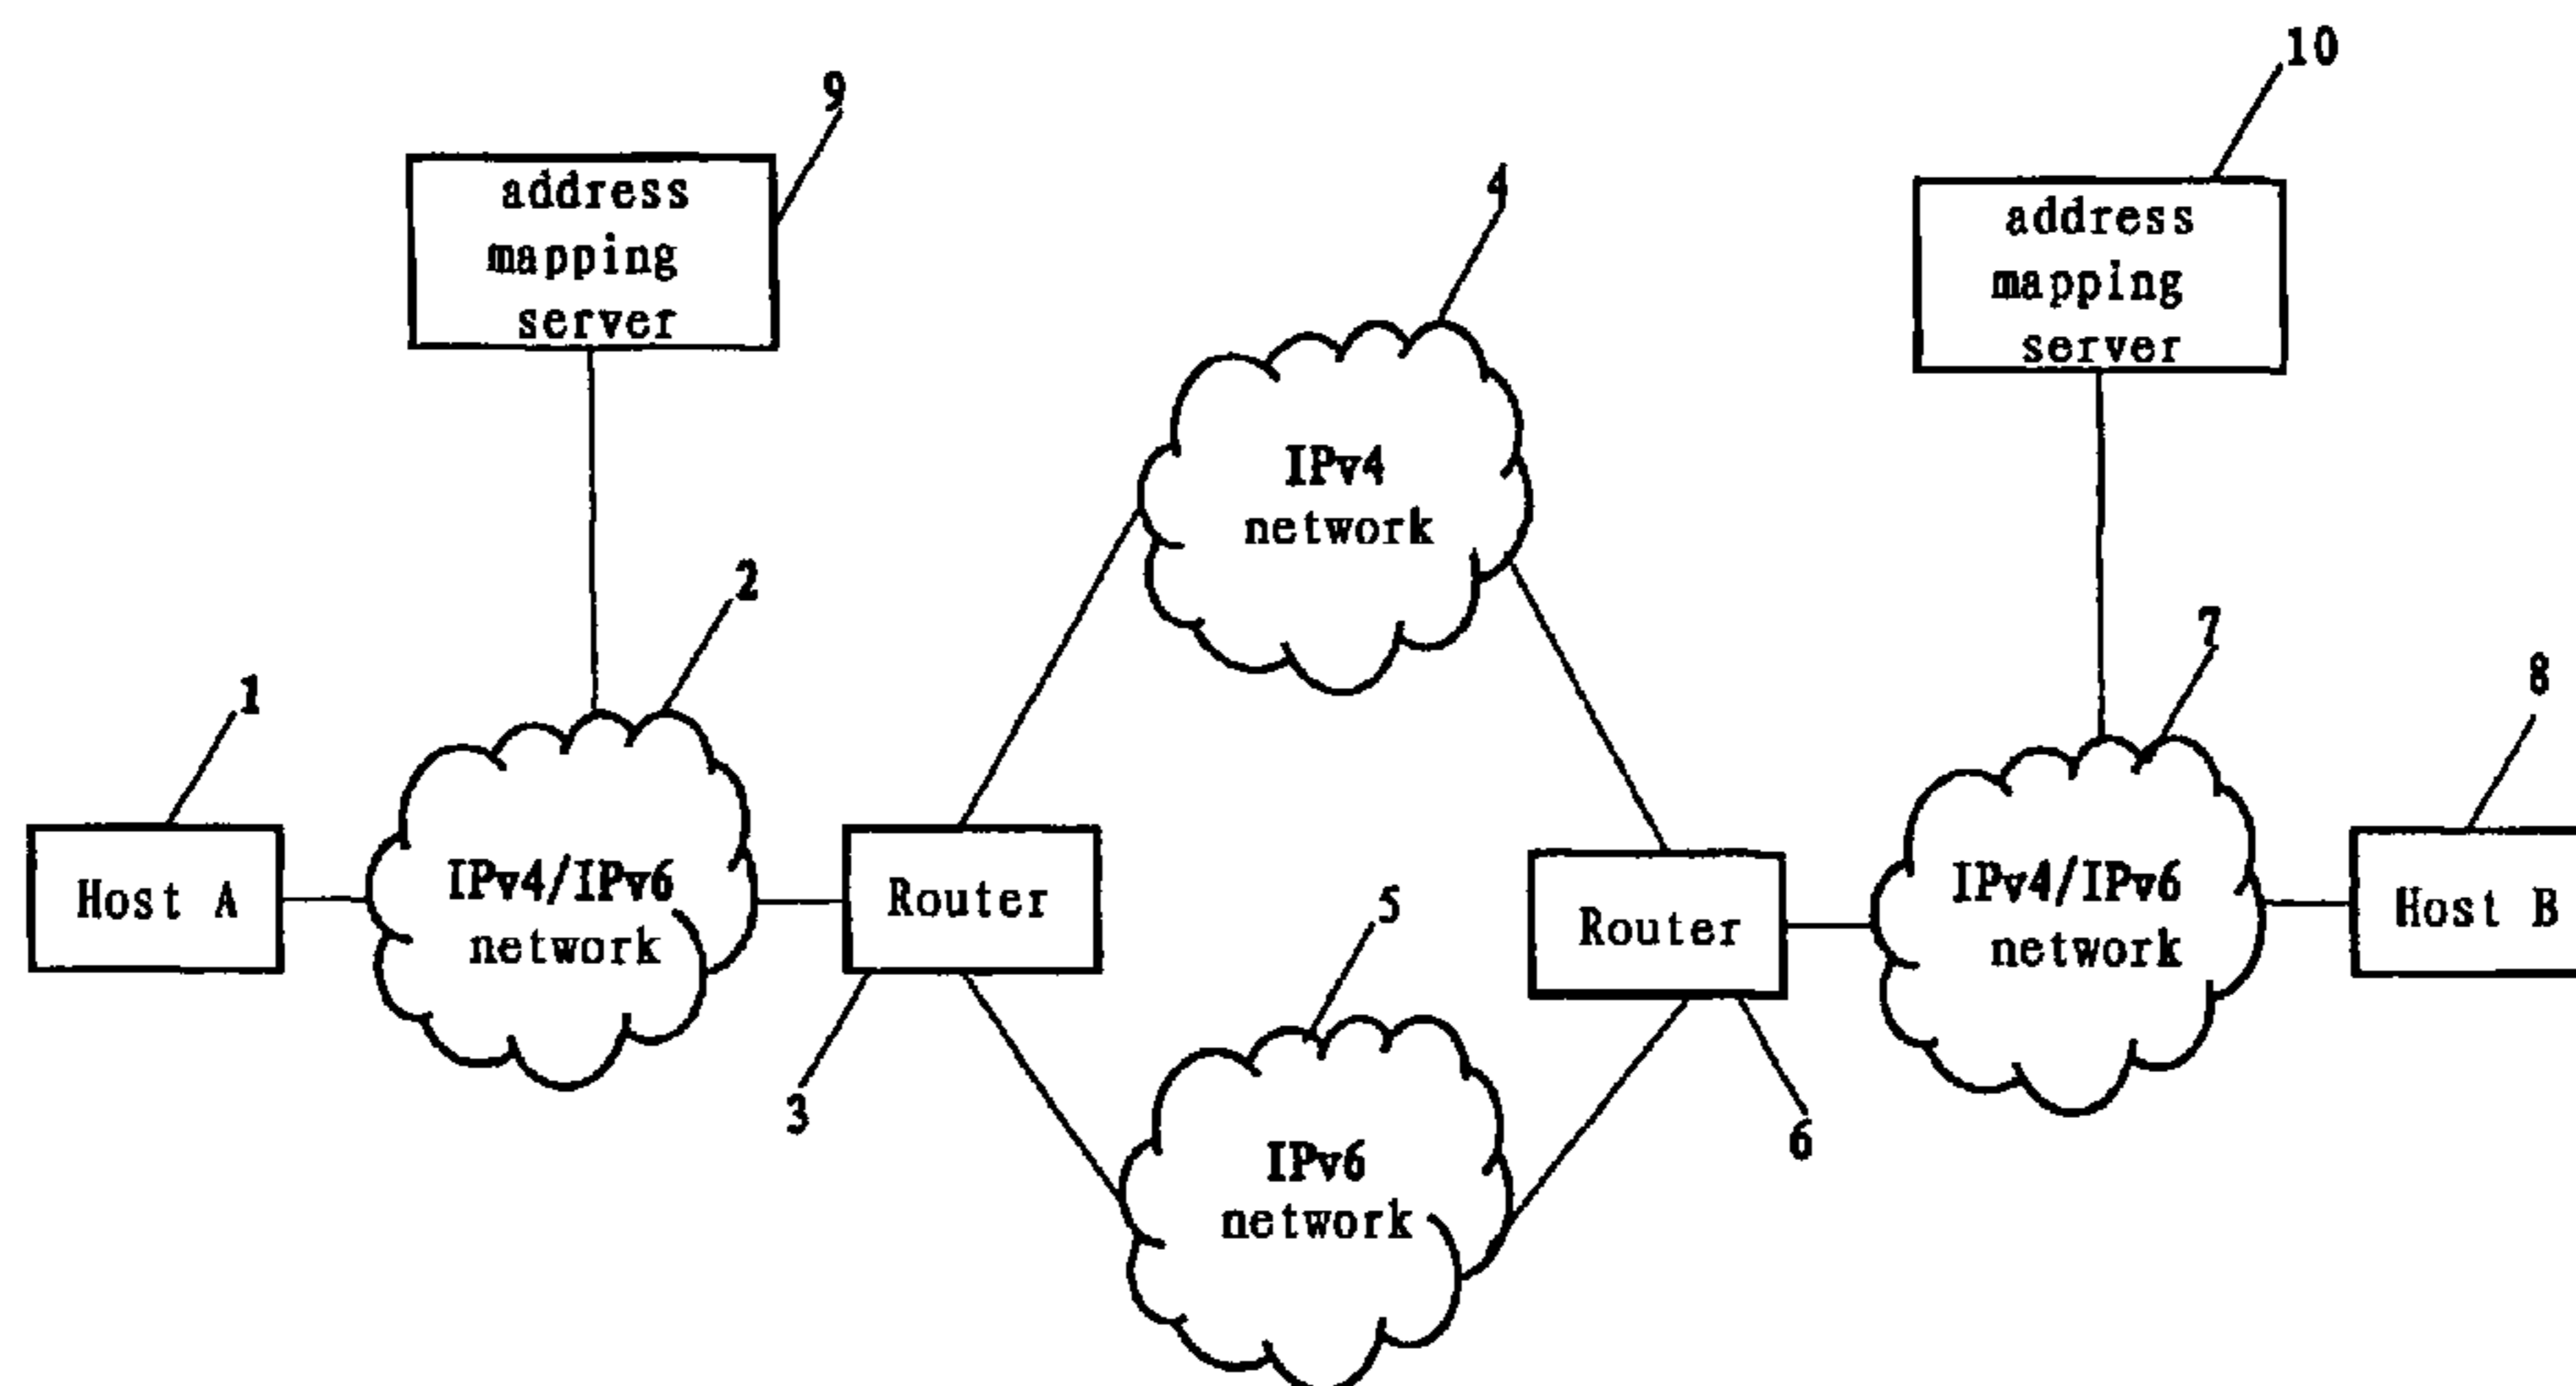 10
9
address
mapping
server
address
mapping
server
4
IPv4
network
2
7
1
8
Host A
IPv4/IPv6
network
Router
5
Router
IPv4/IPv6
network
Host B
3
6
IPv6
network